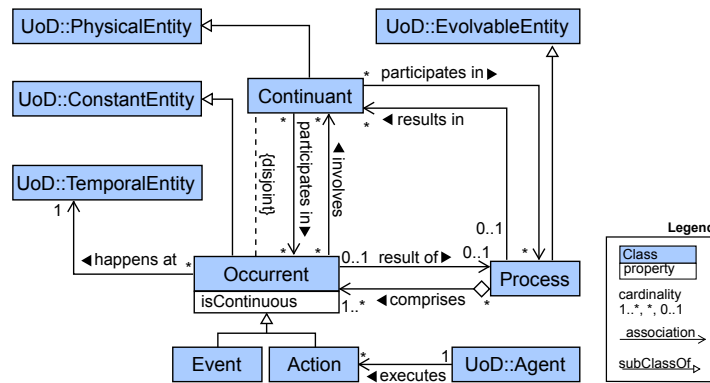 UoD::PhysicalEntity
UoD::EvolvableEntity
* participates in ►
UoD::ConstantEntity
Continuant
* * *
◄ results in
participates in ►
{disjoint}
◄ involves
UoD::TemporalEntity
1
0..1
◄ happens at *
* *
0..1 result of ► 0..1 *
Legend
Occurrent
Process
Class
property
isContinuous
1..* ◄ comprises *
cardinality
1..*, *, 0..1
association
Event
Action
* 1
UoD::Agent
◄ executes
subClassOf